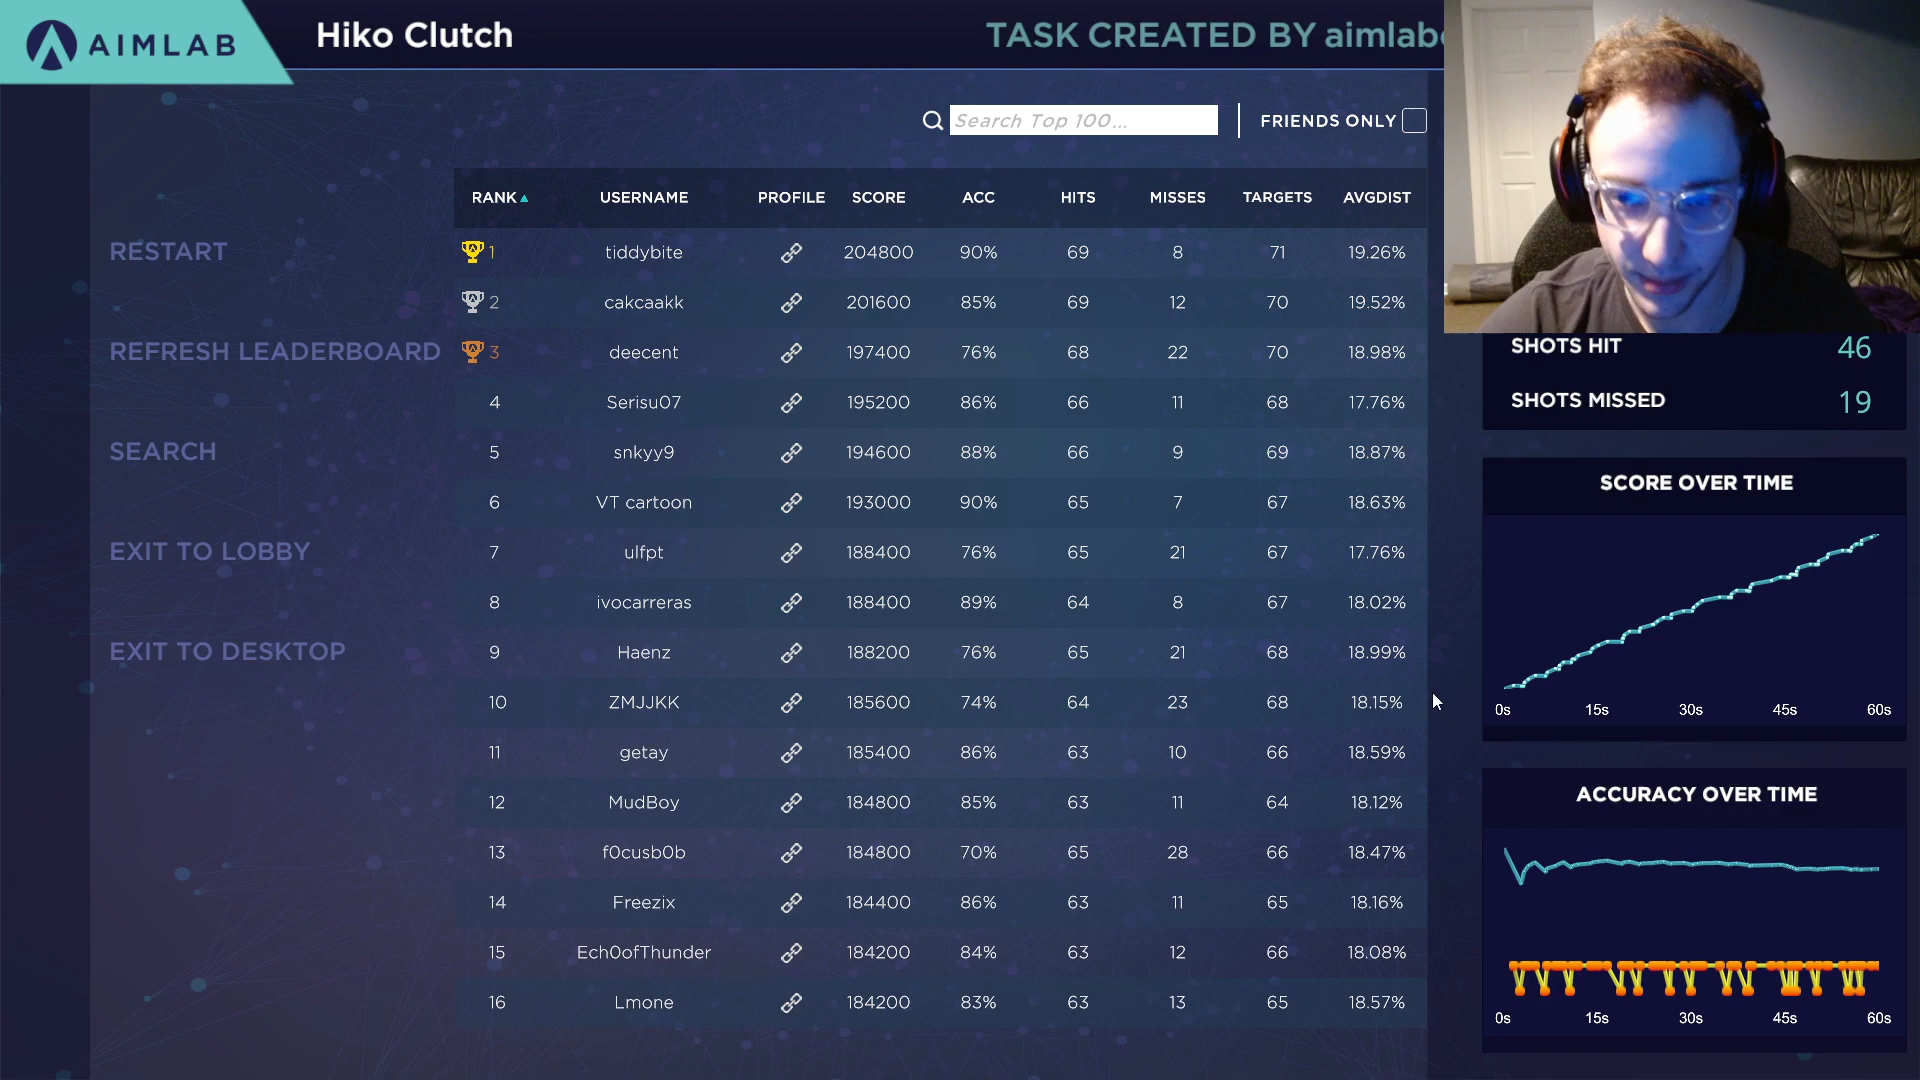 AIMLAB
Hiko Clutch
TASK CREATED BY aimlab
Search Top 100...
FRIENDS ONLY
RANK USERNAME PROFILE SCORE ACC HITS MISSES TARGETS AVGDIST
1 tiddybite 204800 90% 69 8 71 19.26%
2 cakcaakk 201600 85% 69 12 70 19.52%
3 deecent 197400 76% 68 22 70 18.98%
4 Serisu07 195200 86% 66 11 68 17.76%
5 snkyy9 194600 88% 66 9 69 18.87%
6 VT cartoon 193000 90% 65 7 67 18.63%
7 ulfpt 188400 76% 65 21 67 17.76%
8 ivocarreras 188400 89% 64 8 67 18.02%
9 Haenz 188200 76% 65 21 68 18.99%
10 ZMJJKK 185600 74% 64 23 68 18.15%
11 getay 185400 86% 63 10 66 18.59%
12 MudBoy 184800 85% 63 11 64 18.12%
13 f0cusb0b 184800 70% 65 28 66 18.47%
14 Freezix 184400 86% 63 11 65 18.16%
15 Ech0ofThunder 184200 84% 63 12 66 18.08%
16 Lmone 184200 83% 63 13 65 18.57%
RESTART
REFRESH LEADERBOARD
SEARCH
EXIT TO LOBBY
EXIT TO DESKTOP
SHOTS HIT 46
SHOTS MISSED 19
SCORE OVER TIME
0s 15s 30s 45s 60s
ACCURACY OVER TIME
0s 15s 30s 45s 60s